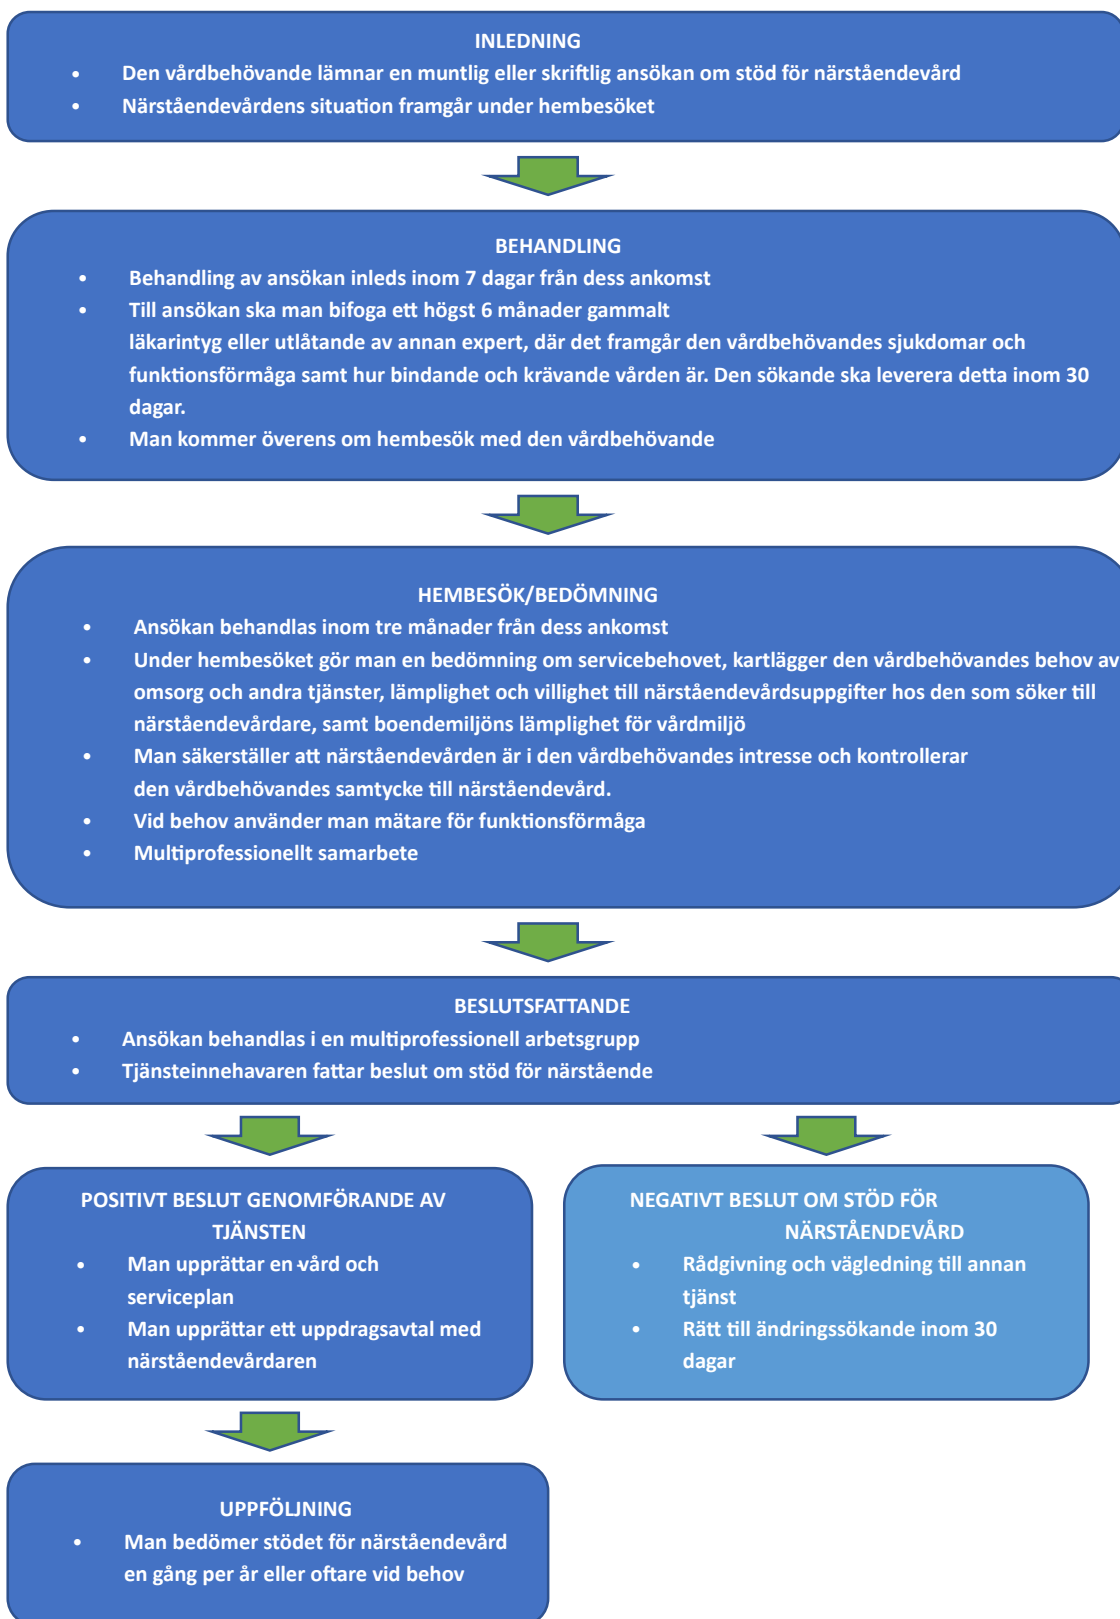 INLEDNING
• Den vårdbehövande lämnar en muntlig eller skriftlig ansökan om stöd för närståendevård
• Närståendevårdens situation framgår under hembesöket
BEHANDLING
• Behandling av ansökan inleds inom 7 dagar från dess ankomst
• Till ansökan ska man bifoga ett högst 6 månader gammalt
läkarintyg eller utlåtande av annan expert, där det framgår den vårdbehövandes sjukdomar och
funktionsförmåga samt hur bindande och krävande vården är. Den sökande ska leverera detta inom 30
dagar.
• Man kommer överens om hembesök med den vårdbehövande
HEMBESÖK/BEDÖMNING
• Ansökan behandlas inom tre månader från dess ankomst
• Under hembesöket gör man en bedömning om servicebehovet, kartlägger den vårdbehövandes behov av
omsorg och andra tjänster, lämplighet och villighet till närståendevårdsuppgifter hos den som söker till
närståendevårdare, samt boendemiljöns lämplighet för vårdmiljö
• Man säkerställer att närståendevården är i den vårdbehövandes intresse och kontrollerar
den vårdbehövandes samtycke till närståendevård.
• Vid behov använder man mätare för funktionsförmåga
• Multiprofessionellt samarbete
BESLUTSFATTANDE
• Ansökan behandlas i en multiprofessionell arbetsgrupp
• Tjänsteinnehavaren fattar beslut om stöd för närstående
POSITIVT BESLUT GENOMFÖRANDE AV
TJÄNSTEN
• Man upprättar en vård och
serviceplan
• Man upprättar ett uppdragsavtal med
närståendevårdaren
NEGATIVT BESLUT OM STÖD FÖR
NÄRSTÅENDEVÅRD
• Rådgivning och vägledning till annan
tjänst
• Rätt till ändringssökande inom 30
dagar
UPPFÖLJNING
• Man bedömer stödet för närståendevård
en gång per år eller oftare vid behov